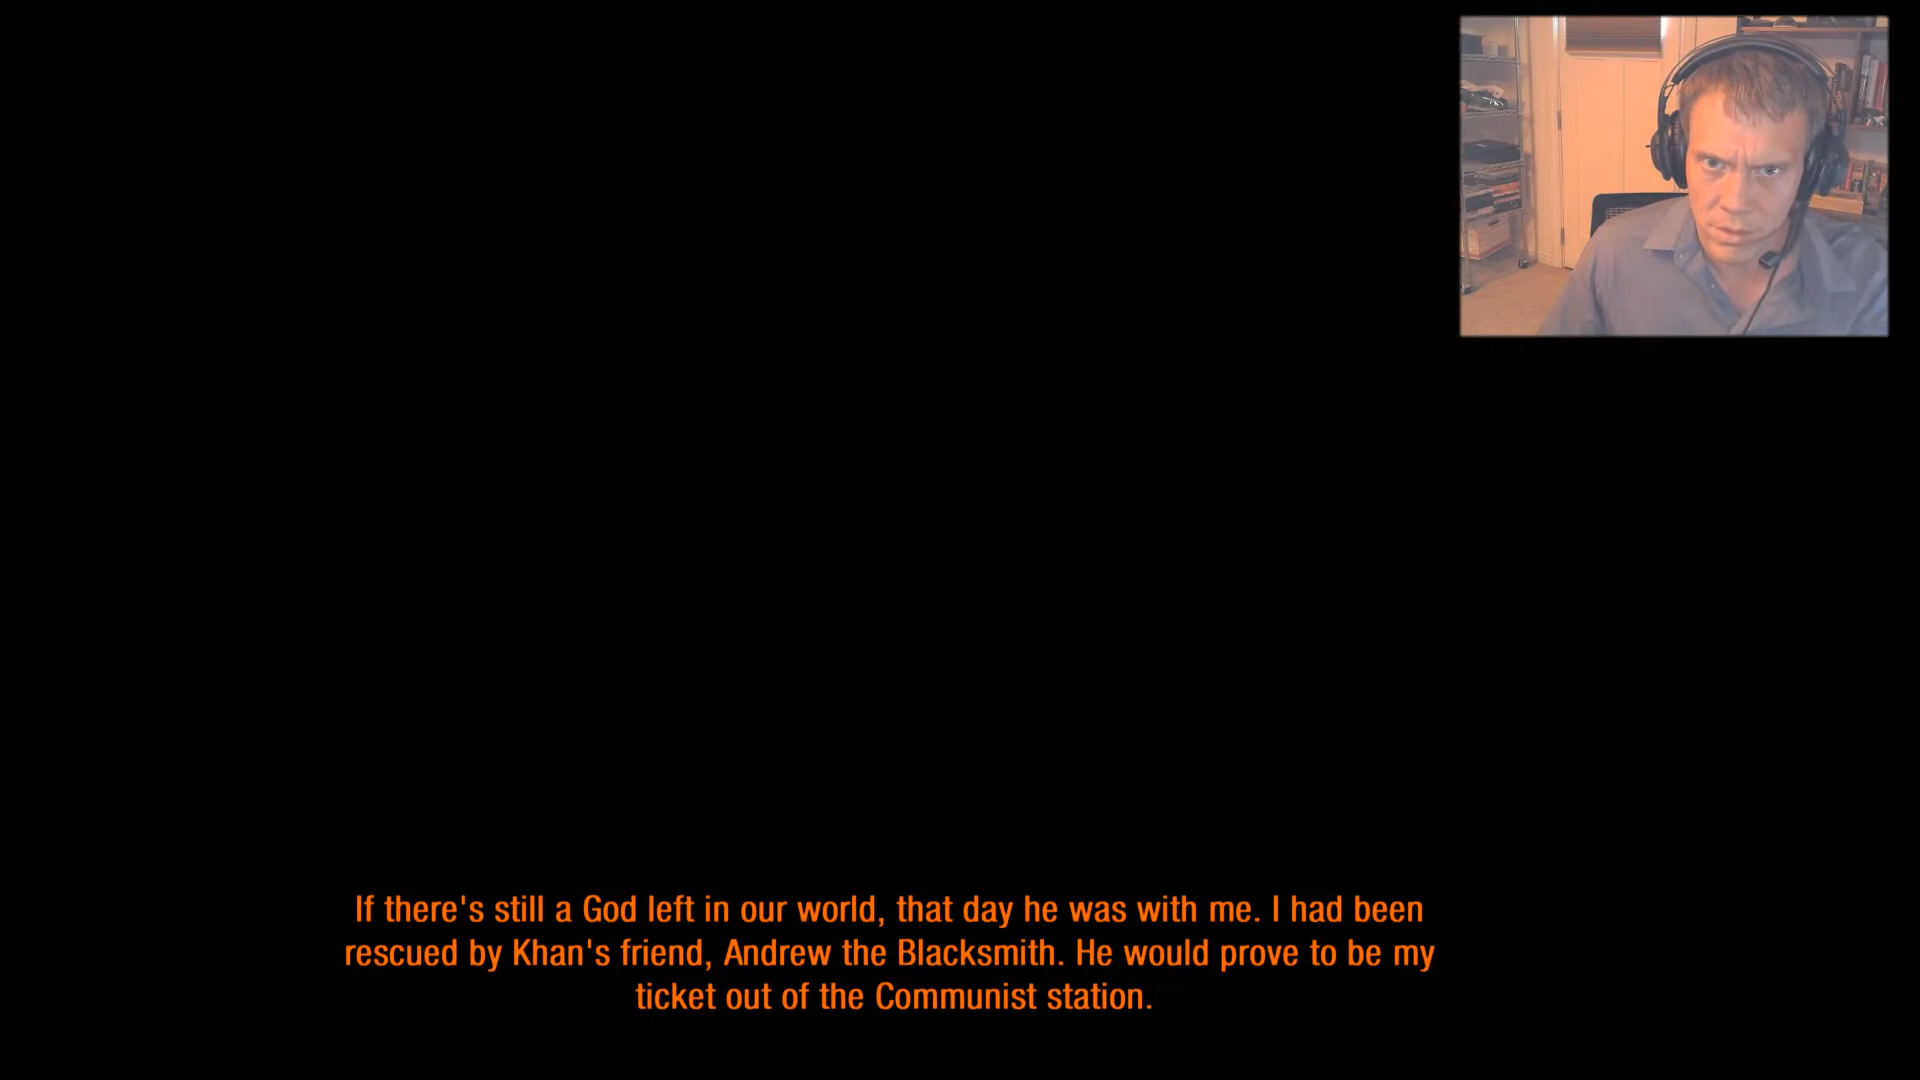 If there's still a God left in our world, that day he was with me. I had been
rescued by Khan's friend, Andrew the Blacksmith. He would prove to be my
ticket out of the Communist station.